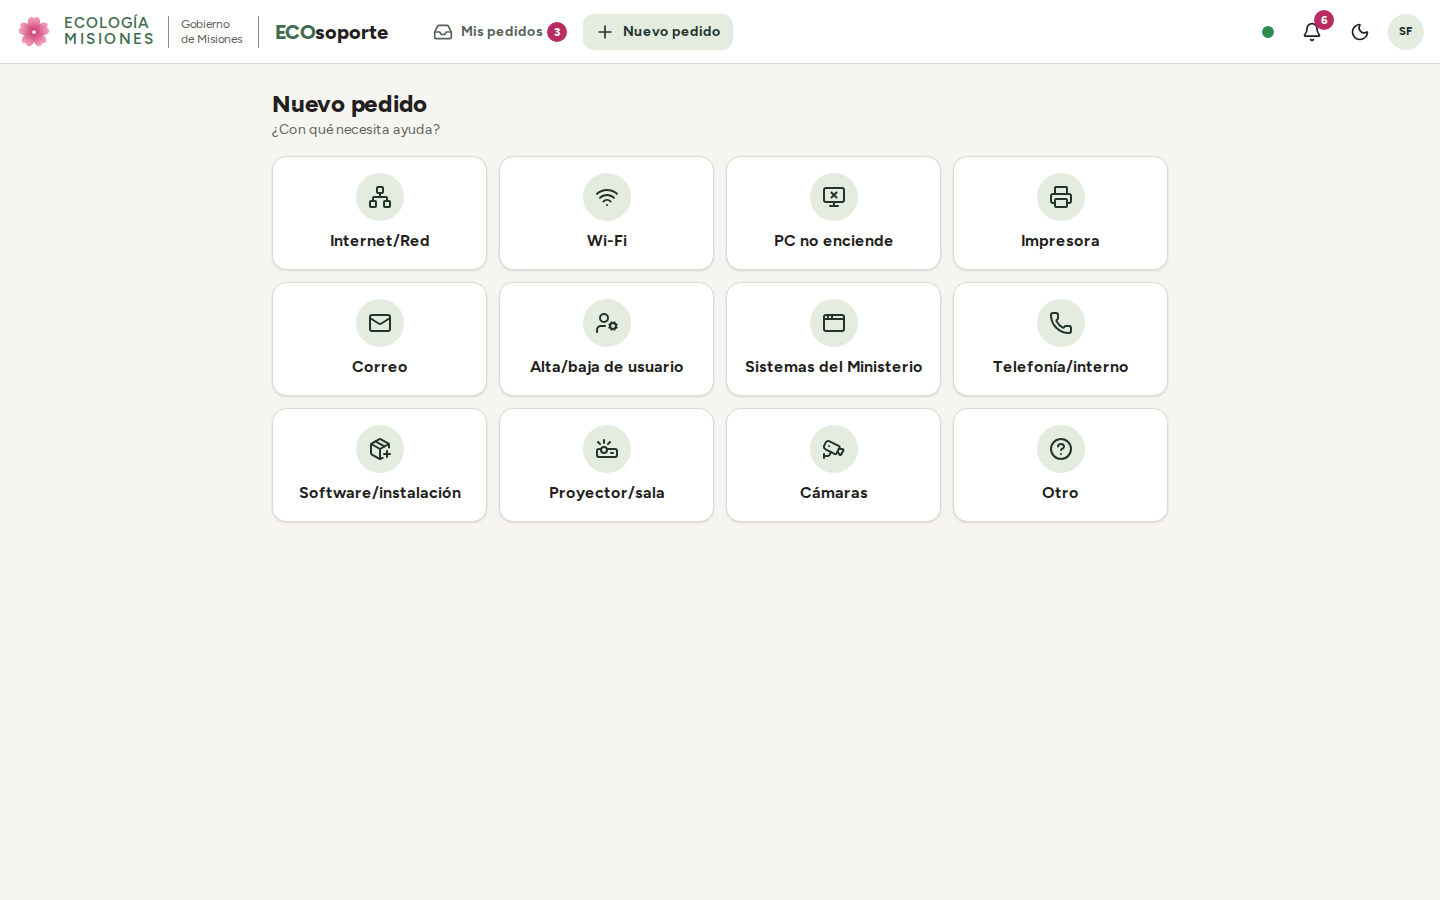 ECOLOGÍA
MISIONES
Gobierno
de Misiones
ECOsoporte
Mis pedidos 3
Nuevo pedido
6
SF
Nuevo pedido
¿Con qué necesita ayuda?
Internet/Red
Wi-Fi
PC no enciende
Impresora
Correo
Alta/baja de usuario
Sistemas del Ministerio
Telefonía/interno
Software/instalación
Proyector/sala
Cámaras
Otro